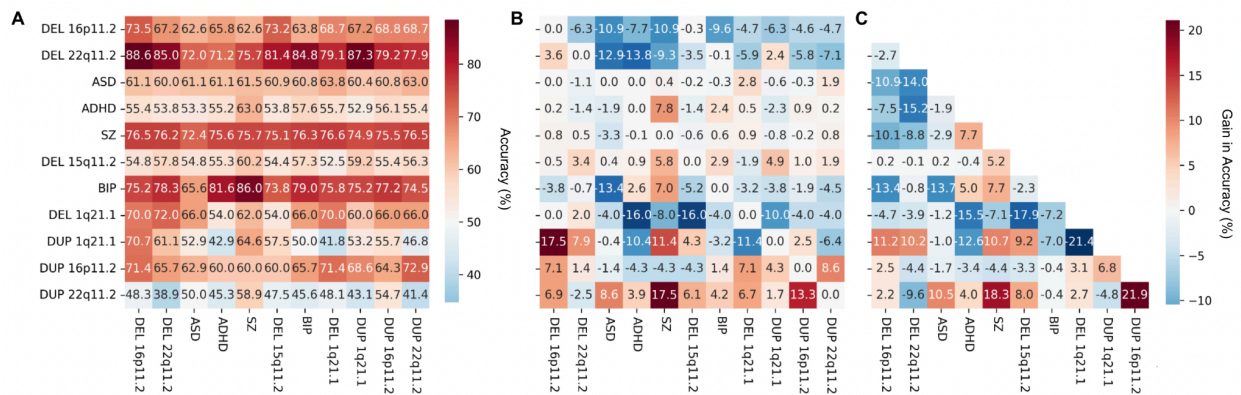 A B C
DEL 16p11.2 73.5 67.2 62.6 65.8 62.6 73.2 63.8 68.7 67.2 68.8 68.7 0.0 -6.3 -10.9 -7.7 -10.9 -0.3 -9.6 -4.7 -6.3 -4.6 -4.7
DEL 22q11.2 88.6 85.0 72.0 71.2 75.7 81.4 84.8 79.1 87.3 79.2 77.9 3.6 0.0 -12.9 -13.8 -9.3 -3.5 -0.1 -5.9 2.4 -5.8 -7.1 -2.7
ASD 61.1 60.0 61.1 61.1 61.5 60.9 60.8 63.8 60.4 60.8 63.0 0.0 -1.1 0.0 0.0 0.4 -0.2 -0.3 2.8 -0.6 -0.3 1.9 -10.9 -14.0
ADHD 55.4 53.8 53.3 55.2 63.0 53.8 57.6 55.7 52.9 56.1 55.4 0.2 -1.4 -1.9 0.0 7.8 -1.4 2.4 0.5 -2.3 0.9 0.2 -7.5 -15.2 -1.9
SZ 76.5 76.2 72.4 75.6 75.7 75.1 76.3 76.6 74.9 75.5 76.5 0.8 0.5 -3.3 -0.1 0.0 -0.6 0.6 0.9 -0.8 -0.2 0.8 -10.1 -8.8 -2.9 7.7
DEL 15q11.2 54.8 57.8 54.8 55.3 60.2 54.4 57.3 52.5 59.2 55.4 56.3 0.5 3.4 0.4 0.9 5.8 0.0 2.9 -1.9 4.9 1.0 1.9 0.2 -0.1 0.2 -0.4 5.2
BIP 75.2 78.3 65.6 81.6 86.0 73.8 79.0 75.8 75.2 77.2 74.5 -3.8 -0.7 -13.4 2.6 7.0 -5.2 0.0 -3.2 -3.8 -1.9 -4.5 -13.4 -0.8 -13.7 5.0 7.7 -2.3
DEL 1q21.1 70.0 72.0 66.0 54.0 62.0 54.0 66.0 70.0 60.0 66.0 66.0 0.0 2.0 -4.0 -16.0 -8.0 -16.0 -4.0 0.0 -10.0 -4.0 -4.0 -4.7 -3.9 -1.2 -15.5 -7.1 -17.9 -7.2
DUP 1q21.1 70.7 61.1 52.9 42.9 64.6 57.5 50.0 41.8 53.2 55.7 46.8 17.5 7.9 -0.4 -10.4 11.4 4.3 -3.2 -11.4 0.0 2.5 -6.4 11.2 10.2 -1.0 -12.6 10.7 9.2 -7.0 -21.4
DUP 16p11.2 71.4 65.7 62.9 60.0 60.0 60.0 65.7 71.4 68.6 64.3 72.9 7.1 1.4 -1.4 -4.3 -4.3 -4.3 1.4 7.1 4.3 0.0 8.6 2.5 -4.4 -1.7 -3.4 -4.4 -3.3 -0.4 3.1 6.8
DUP 22q11.2 48.3 38.9 50.0 45.3 58.9 47.5 45.6 48.1 43.1 54.7 41.4 6.9 -2.5 8.6 3.9 17.5 6.1 4.2 6.7 1.7 13.3 0.0 2.2 -9.6 10.5 4.0 18.3 8.0 -0.4 2.7 -4.8 21.9
DEL 16p11.2 DEL 22q11.2 ASD ADHD SZ DEL 15q11.2 BIP DEL 1q21.1 DUP 1q21.1 DUP 16p11.2 DUP 22q11.2
80
70
60
50
40
Accuracy (%)
DEL 16p11.2 DEL 22q11.2 ASD ADHD SZ DEL 15q11.2 BIP DEL 1q21.1 DUP 1q21.1 DUP 16p11.2 DUP 22q11.2
DEL 16p11.2 DEL 22q11.2 ASD ADHD SZ DEL 15q11.2 BIP DEL 1q21.1 DUP 1q21.1 DUP 16p11.2
20
15
10
5
0
−5
−10
Gain in Accuracy (%)